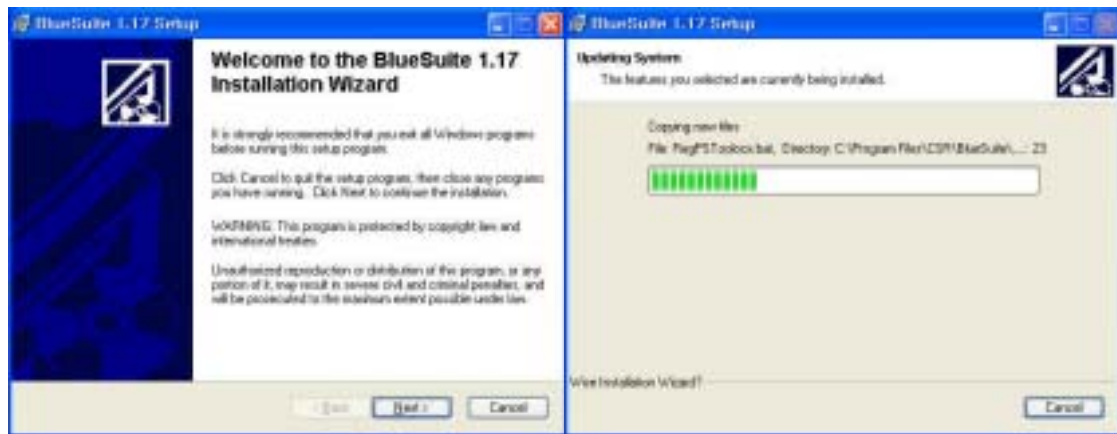 BlueSuite 1.17 Setup
Welcome to the BlueSuite 1.17
Installation Wizard
It is strongly recommended that you exit all Windows programs
before running this setup program.
Click Cancel to quit the setup program, then close any programs
you have running. Click Next to continue the installation.
WARNING: This program is protected by copyright law and
international treaties.
Unauthorized reproduction or distribution of this program, or any
portion of it, may result in severe civil and criminal penalties, and
will be prosecuted to the maximum extent possible under law.
< Back
Next >
Cancel
BlueSuite 1.17 Setup
Updating System
The features you selected are currently being installed.
Copying new files
File: Directory: C:\Program Files\CSR\BlueSuite\,...: 23
Wise Installation Wizard?
Cancel